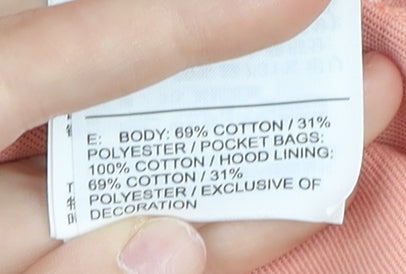 E: BODY: 69% COTTON / 31%
POLYESTER / POCKET BAGS:
100% COTTON / HOOD LINING:
69% COTTON / 31%
POLYESTER / EXCLUSIVE OF
DECORATION